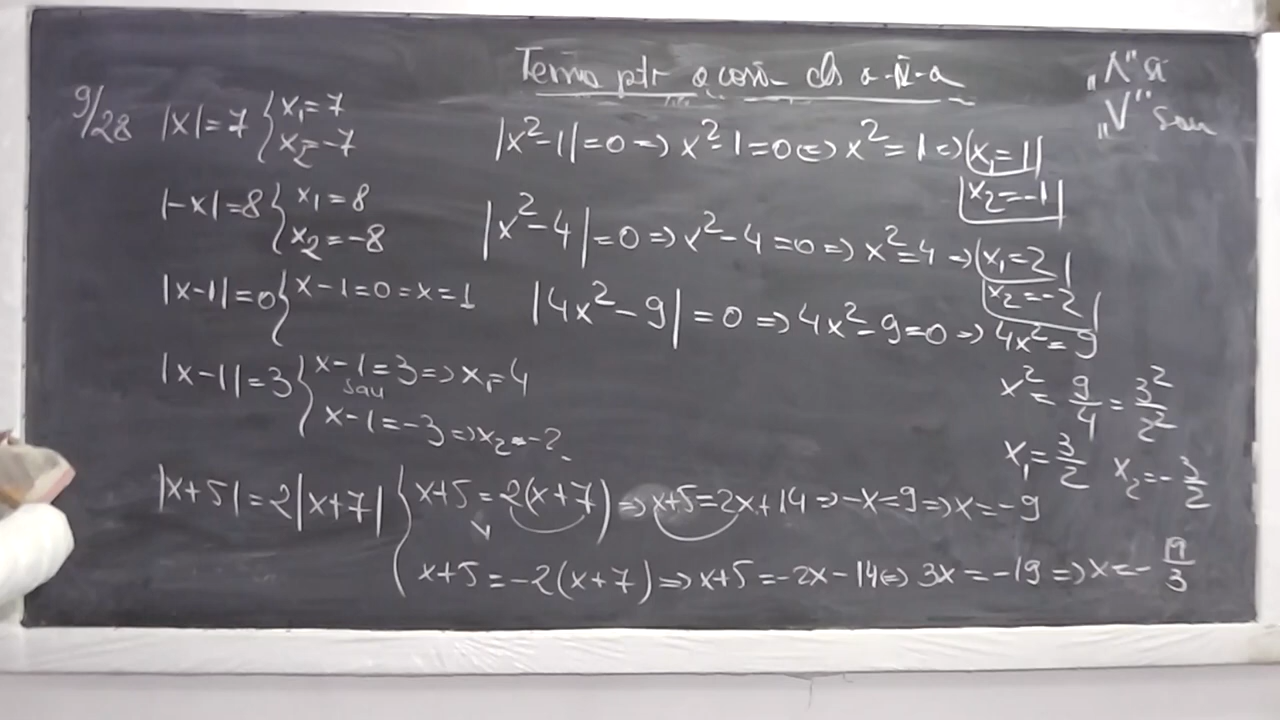 Temă ptr acasă cls a-V-a
„Λ" și
„V" sau
9/28 |x|=7 { x₁=7
x₂=-7
|-x|=8 { x₁=8
x₂=-8
|x-1|=0 { x-1=0=x=1
|x-1|=3 { x-1=3=>x₁=4
sau
x-1=-3=>x₂=-2
|x+5|=2|x+7| { x+5=2(x+7)=>x+5=2x+14=>-x=9=>x=-9
v
x+5=-2(x+7)=>x+5=-2x-14=>3x=-19=>x=-19/3
|x²-1|=0=>x²-1=0=>x²=1=>x₁=1
x₂=-1
|x²-4|=0=>x²-4=0=>x²=4=>x₁=2
x₂=-2
|4x²-9|=0=>4x²-9=0=>4x²=9
x²=9/4=3²/2²
x₁=3/2 x₂=-3/2